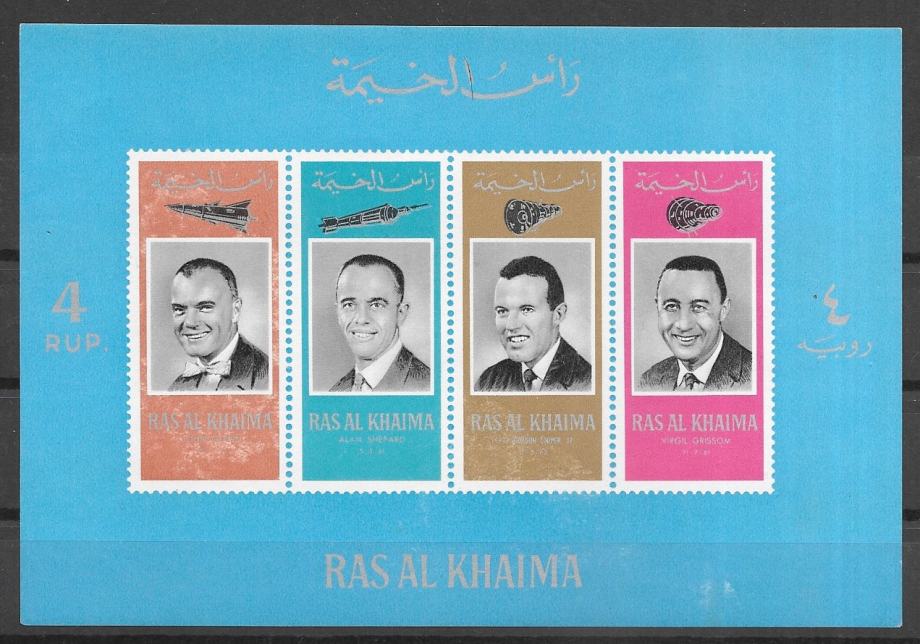 رأس الخيمة
رأس الخيمة
RAS AL KHAIMA
رأس الخيمة
RAS AL KHAIMA
ALAN SHEPARD
رأس الخيمة
RAS AL KHAIMA
رأس الخيمة
RAS AL KHAIMA
VIRGIL GRISSOM
4
RUP.
٤
روبية
RAS AL KHAIMA